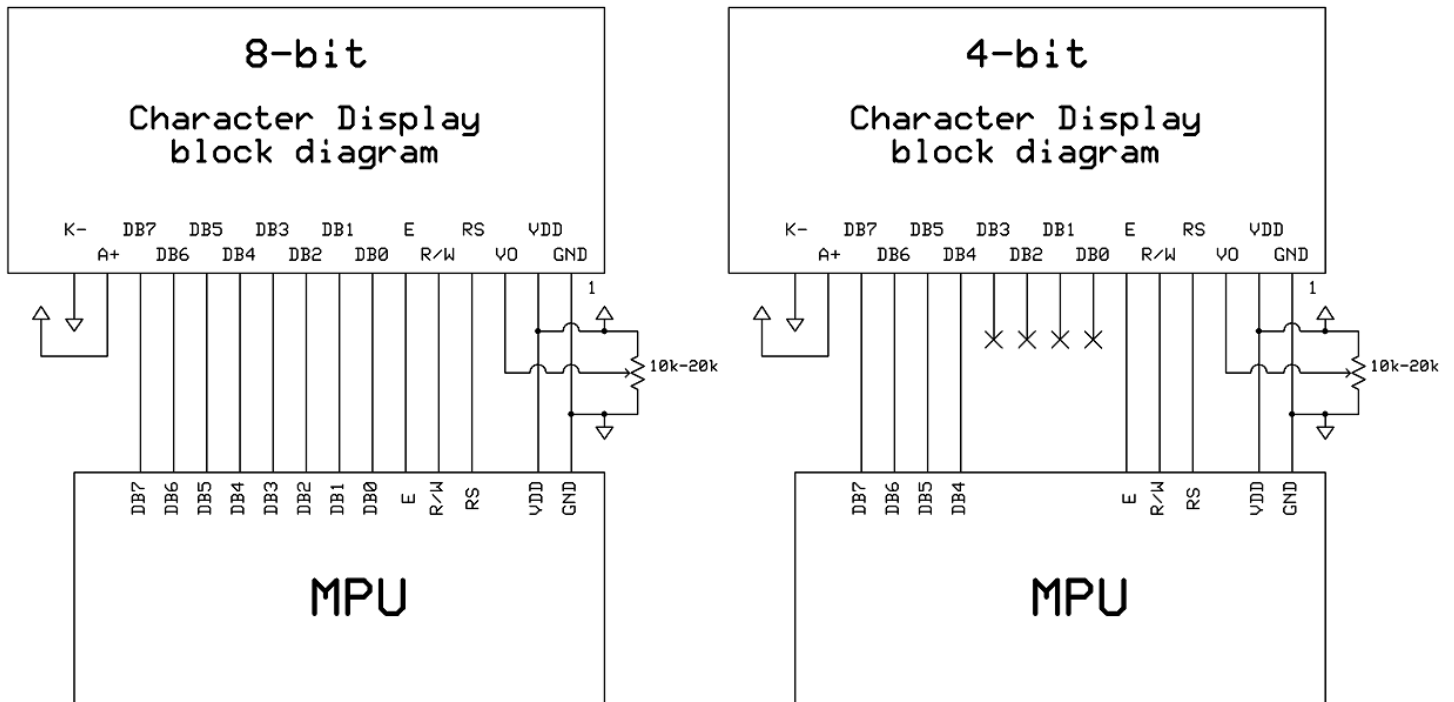 8-bit
Character Display
block diagram
K- DB7 DB5 DB3 DB1 E RS VDD
A+ DB6 DB4 DB2 DB0 R/W VO GND
1
10k-20k
DB7 DB6 DB5 DB4 DB3 DB2 DB1 DB0 E R/W RS VDD GND
MPU
4-bit
Character Display
block diagram
K- DB7 DB5 DB3 DB1 E RS VDD
A+ DB6 DB4 DB2 DB0 R/W VO GND
1
10k-20k
DB7 DB6 DB5 DB4 E R/W RS VDD GND
MPU